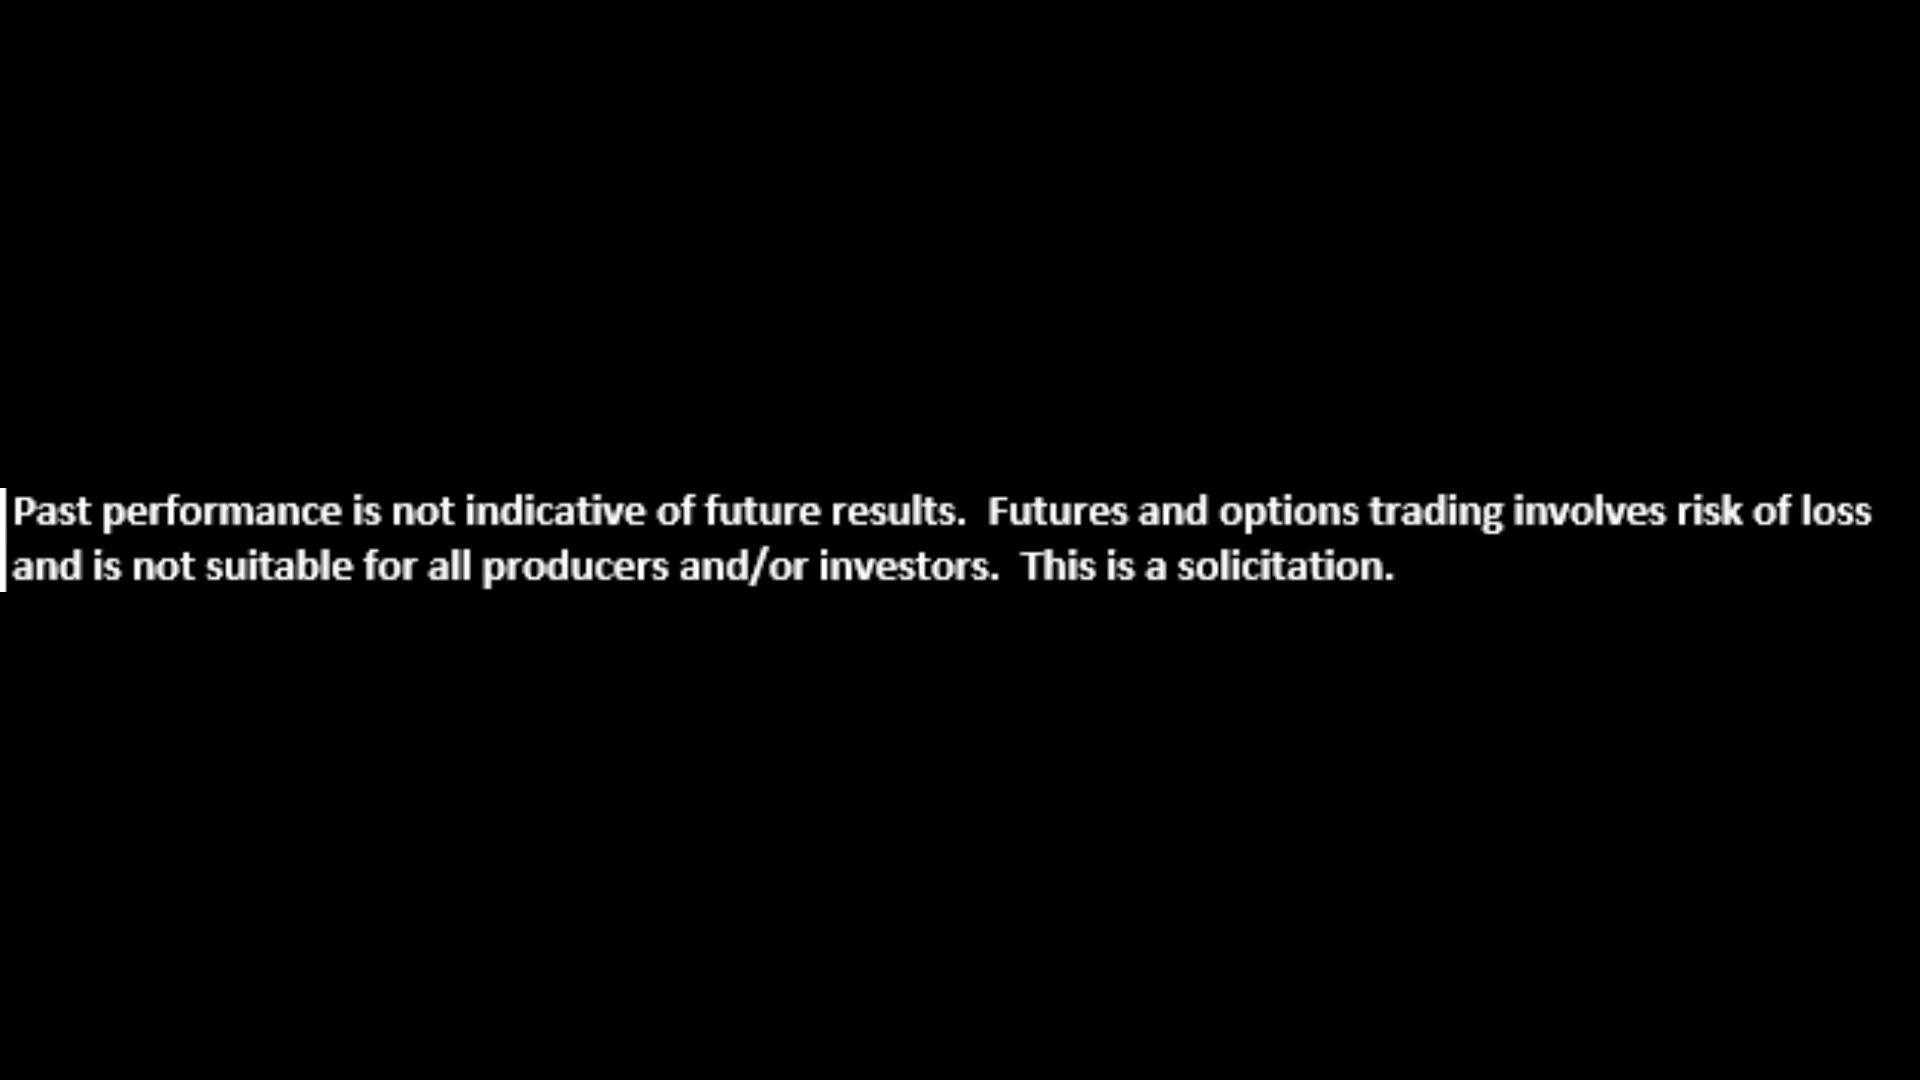 Past performance is not indicative of future results.  Futures and options trading involves risk of loss
and is not suitable for all producers and/or investors.  This is a solicitation.